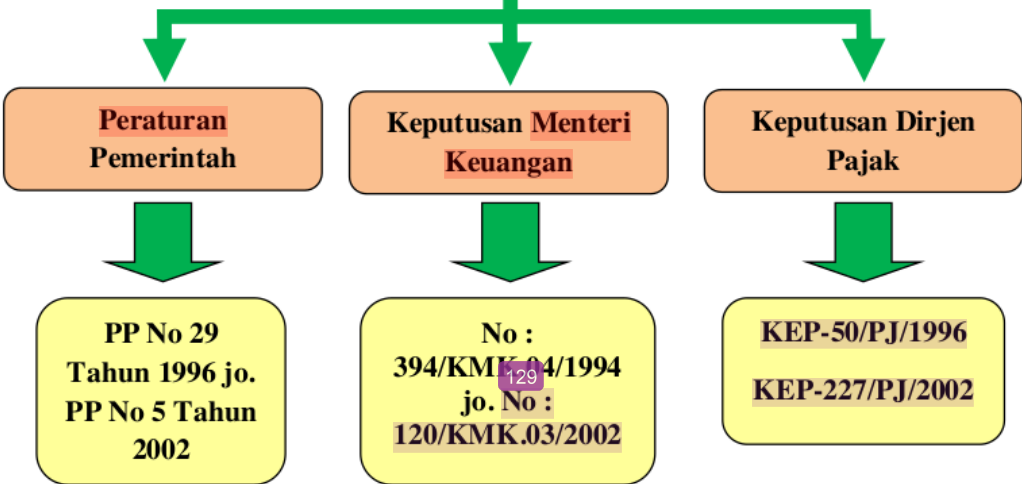 Peraturan
Pemerintah
Keputusan Menteri
Keuangan
Keputusan Dirjen
Pajak
PP No 29
Tahun 1996 jo.
PP No 5 Tahun
2002
No :
394/KMK.04/1994
129
jo. No :
120/KMK.03/2002
KEP-50/PJ/1996
KEP-227/PJ/2002